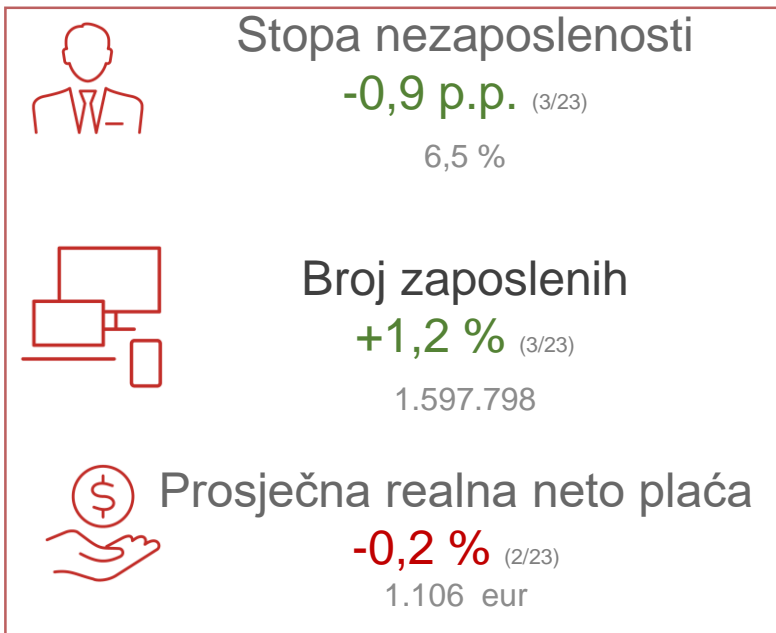 Stopa nezaposlenosti
-0,9 p.p. (3/23)
6,5 %
Broj zaposlenih
+1,2 % (3/23)
1.597.798
$ Prosječna realna neto plaća
-0,2 % (2/23)
1.106 eur